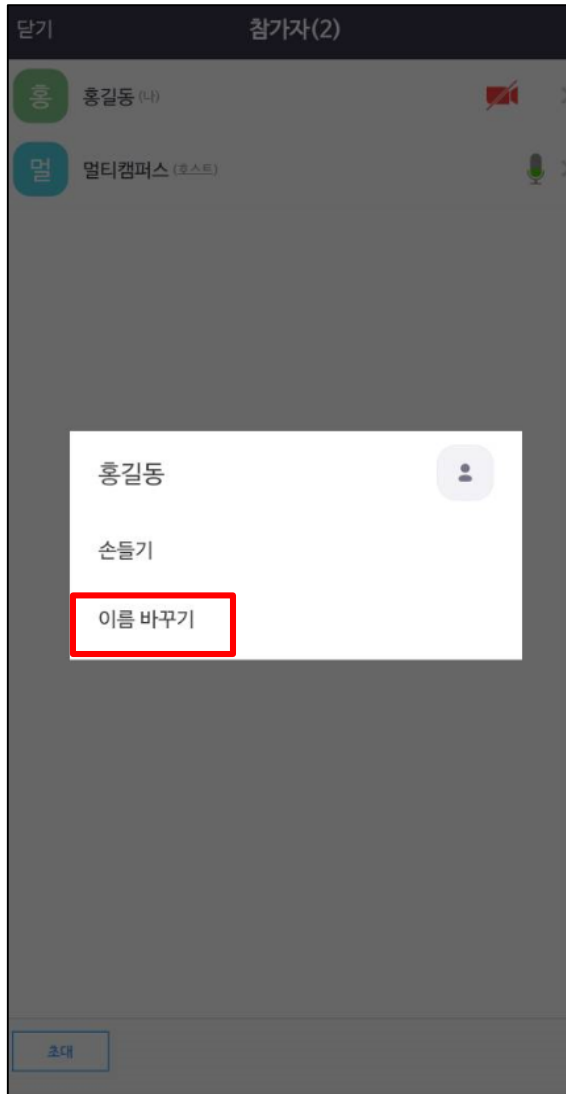 닫기 참가자(2)
홍 홍길동 (나)
멀 멀티캠퍼스 (호스트)
홍길동
손들기
이름 바꾸기
초대